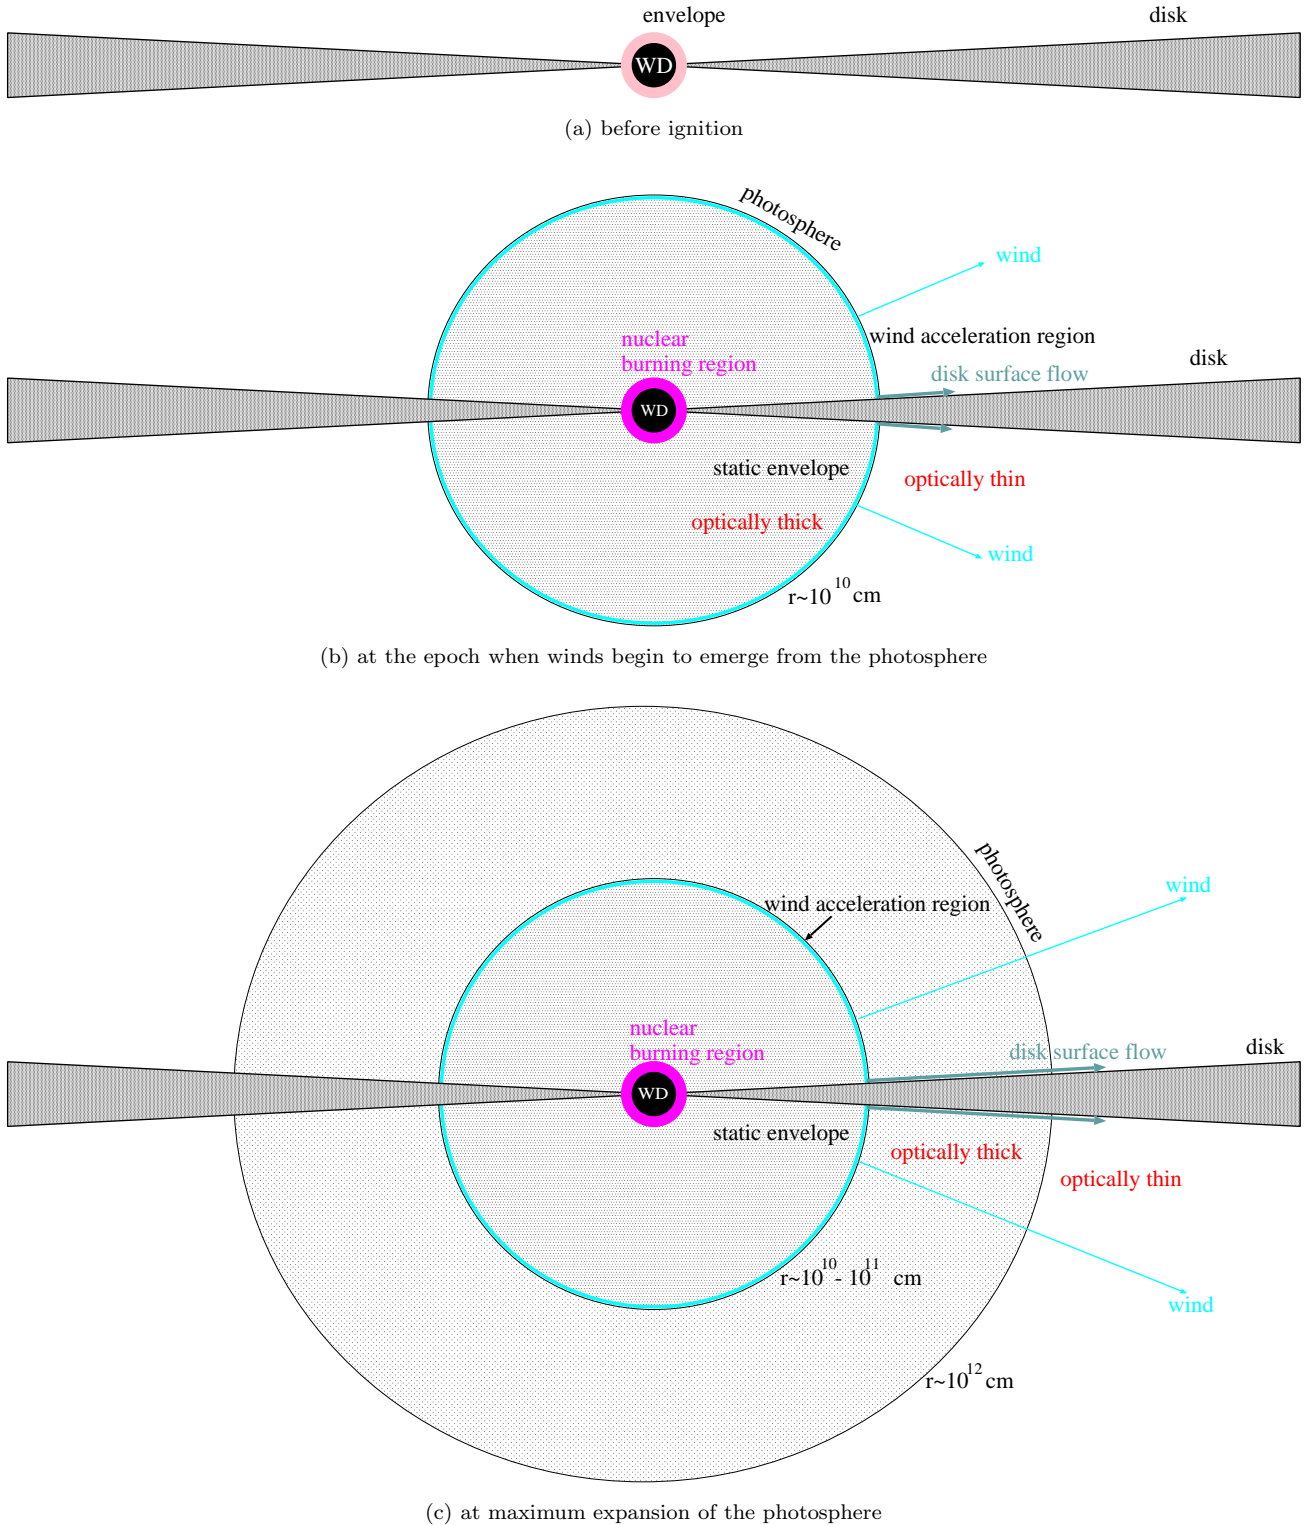 envelope
disk
WD
(a) before ignition
photosphere
wind
wind acceleration region
nuclear
burning region
disk
disk surface flow
WD
static envelope
optically thin
optically thick
wind
r~10^10 cm
(b) at the epoch when winds begin to emerge from the photosphere
photosphere
wind
wind acceleration region
nuclear
burning region
disk surface flow
disk
WD
static envelope
optically thick
optically thin
r~10^10 - 10^11 cm
wind
r~10^12 cm
(c) at maximum expansion of the photosphere